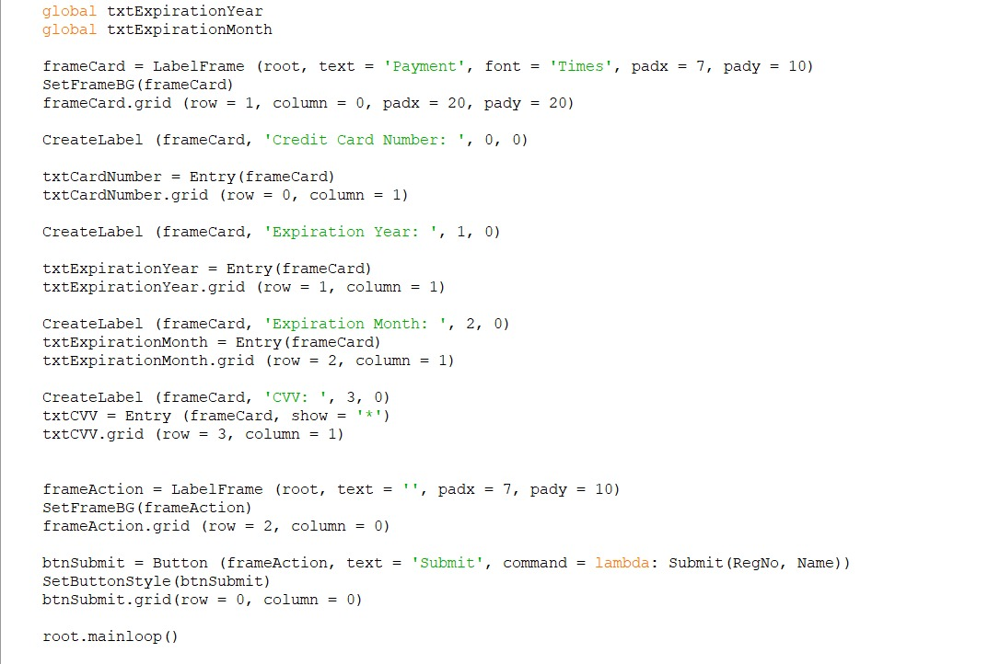 global txtExpirationYear
global txtExpirationMonth
frameCard = LabelFrame (root, text = 'Payment', font = 'Times', padx = 7, pady = 10)
SetFrameBG(frameCard)
frameCard.grid (row = 1, column = 0, padx = 20, pady = 20)
CreateLabel (frameCard, 'Credit Card Number: ', 0, 0)
txtCardNumber = Entry(frameCard)
txtCardNumber.grid (row = 0, column = 1)
CreateLabel (frameCard, 'Expiration Year: ', 1, 0)
txtExpirationYear = Entry(frameCard)
txtExpirationYear.grid (row = 1, column = 1)
CreateLabel (frameCard, 'Expiration Month: ', 2, 0)
txtExpirationMonth = Entry(frameCard)
txtExpirationMonth.grid (row = 2, column = 1)
CreateLabel (frameCard, 'CVV: ', 3, 0)
txtCVV = Entry (frameCard, show = '*')
txtCVV.grid (row = 3, column = 1)
frameAction = LabelFrame (root, text = '', padx = 7, pady = 10)
SetFrameBG(frameAction)
frameAction.grid (row = 2, column = 0)
btnSubmit = Button (frameAction, text = 'Submit', command = lambda: Submit(RegNo, Name))
SetButtonStyle(btnSubmit)
btnSubmit.grid(row = 0, column = 0)
root.mainloop()